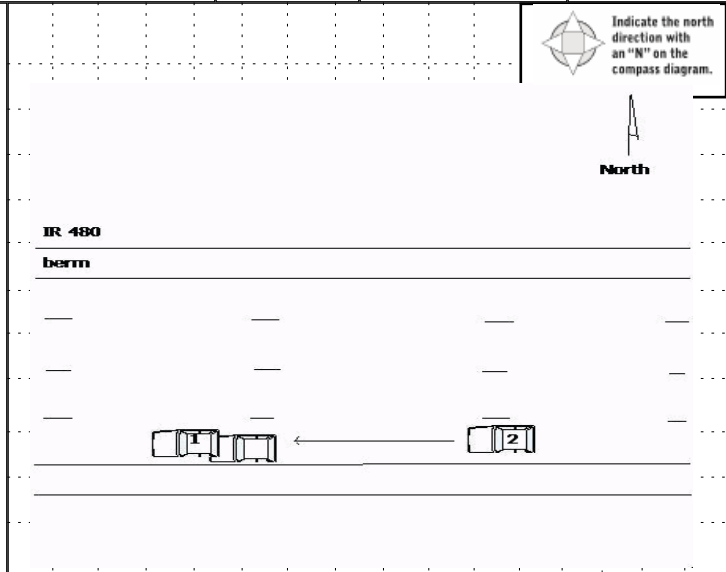 Indicate the north
direction with
an “N” on the
compass diagram.
North
IR 480
berm
1
2